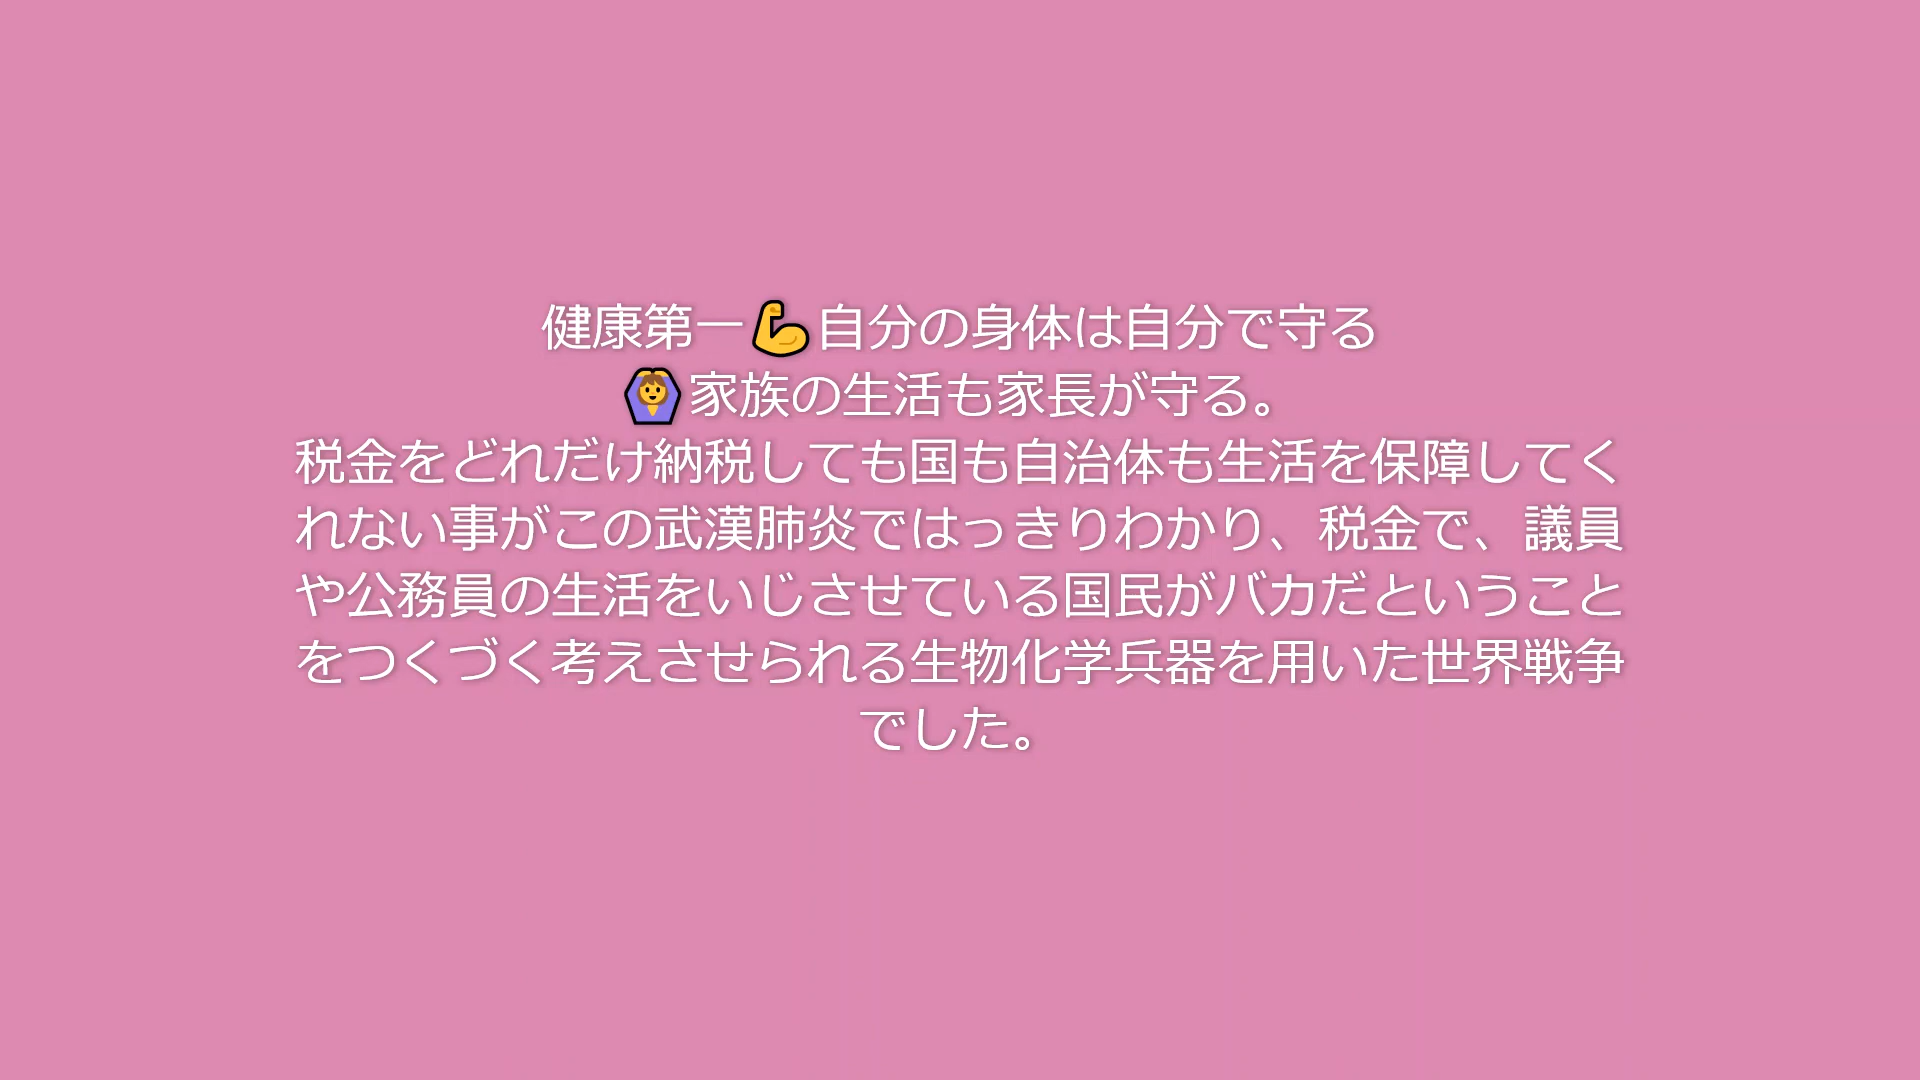 健康第一💪自分の身体は自分で守る
🙆家族の生活も家長が守る。
税金をどれだけ納税しても国も自治体も生活を保障してく
れない事がこの武漢肺炎ではっきりわかり、税金で、議員
や公務員の生活をいじさせている国民がバカだということ
をつくづく考えさせられる生物化学兵器を用いた世界戦争
でした。